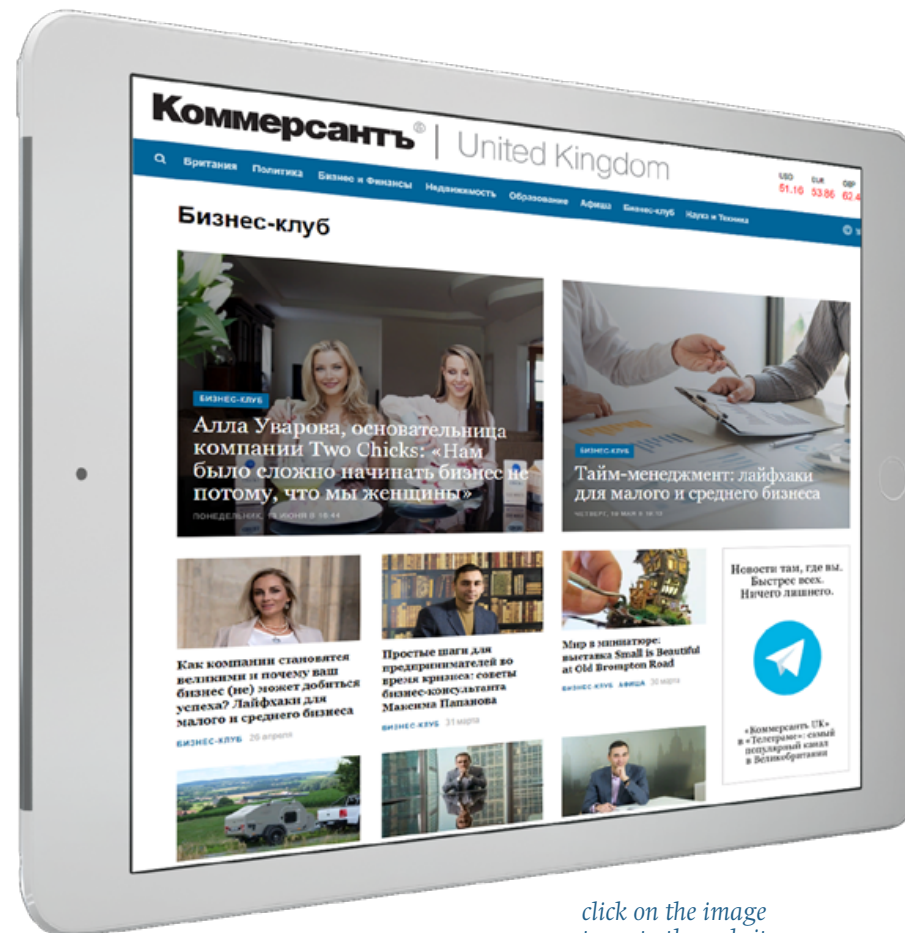 Коммерсантъ® | United Kingdom
USD EUR GBP
51.16 53.86 62.4
Британия Политика Бизнес и Финансы Недвижимость Образование Афиша Бизнес-клуб Наука и Техника
Бизнес-клуб
БИЗНЕС-КЛУБ
Алла Уварова, основательница
компании Two Chicks: «Нам
было сложно начинать бизнес не
потому, что мы женщины»
ПОНЕДЕЛЬНИК, 13 ИЮНЯ В 18:44
БИЗНЕС-КЛУБ
Тайм-менеджмент: лайфхаки
для малого и среднего бизнеса
ЧЕТВЕРГ, 19 МАЯ В
Как компании становятся
великими и почему ваш
бизнес (не) может добиться
успеха? Лайфхаки для
малого и среднего бизнеса
БИЗНЕС-КЛУБ 26 апреля
Простые шаги для
предпринимателей во
время кризиса: советы
бизнес-консультанта
Максима Папанова
БИЗНЕС-КЛУБ 31 марта
Мир в миниатюре:
выставка Small is Beautiful
at Old Brompton Road
БИЗНЕС-КЛУБ АФИША 30 марта
Новости там, где вы.
Быстрее всех.
Ничего лишнего.
«Коммерсантъ UK»
в «Телеграме»: самый
популярный канал
в Великобритании
click on the image